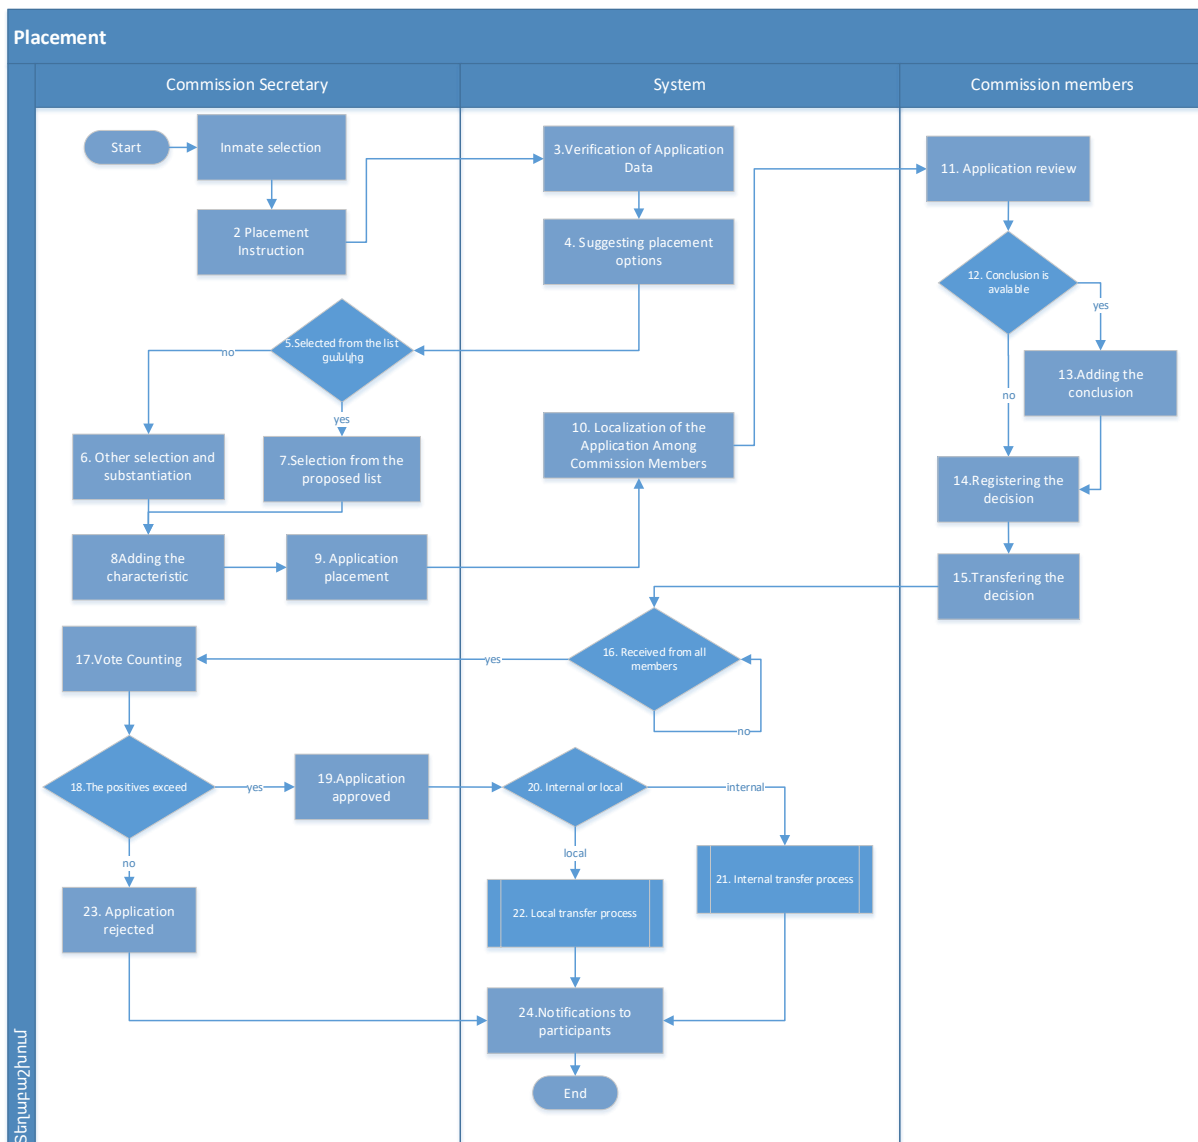 Placement
Commission Secretary
System
Commission members
Start
Inmate selection
2 Placement
Instruction
3.Verification of Application
Data
4. Suggesting placement
options
5.Selected from the list
ցանկից
no
yes
6. Other selection and
substantiation
7.Selection from the
proposed list
8Adding the
characteristic
9. Application
placement
10. Localization of the
Application Among
Commission Members
11. Application review
12. Conclusion is
avalable
yes
no
13.Adding the
conclusion
14.Registering the
decision
15.Transfering the
decision
16. Received from all
members
yes
no
17.Vote Counting
18.The positives exceed
yes
no
19.Application
approved
20. Internal or local
internal
local
21. Internal transfer process
22. Local transfer process
23. Application
rejected
24.Notifications to
participants
End
Տեղաբաշխում